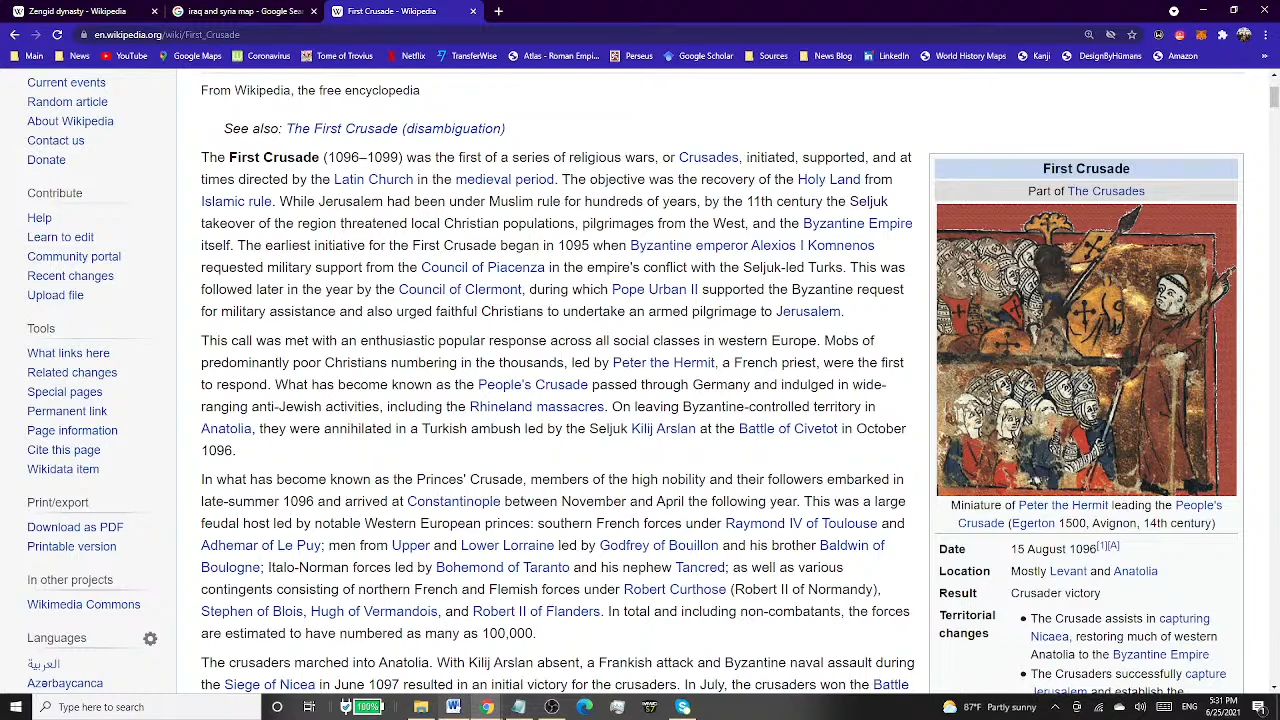 Zengid dynasty - Wikipedia
iraq and syria map - Google Sea
First Crusade - Wikipedia
en.wikipedia.org/wiki/First_Crusade
Main
News
YouTube
Google Maps
Coronavirus
Tome of Trovius
Netflix
TransferWise
Atlas - Roman Empi...
Perseus
Google Scholar
Sources
News Blog
LinkedIn
World History Maps
Kanji
DesignByHumans
Amazon
»
Current events
Random article
About Wikipedia
Contact us
Donate
Contribute
Help
Learn to edit
Community portal
Recent changes
Upload file
Tools
What links here
Related changes
Special pages
Permanent link
Page information
Cite this page
Wikidata item
Print/export
Download as PDF
Printable version
In other projects
Wikimedia Commons
Languages
العربية
Azərbaycanca
From Wikipedia, the free encyclopedia
See also: The First Crusade (disambiguation)
The First Crusade (1096–1099) was the first of a series of religious wars, or Crusades, initiated, supported, and at
times directed by the Latin Church in the medieval period. The objective was the recovery of the Holy Land from
Islamic rule. While Jerusalem had been under Muslim rule for hundreds of years, by the 11th century the Seljuk
takeover of the region threatened local Christian populations, pilgrimages from the West, and the Byzantine Empire
itself. The earliest initiative for the First Crusade began in 1095 when Byzantine emperor Alexios I Komnenos
requested military support from the Council of Piacenza in the empire's conflict with the Seljuk-led Turks. This was
followed later in the year by the Council of Clermont, during which Pope Urban II supported the Byzantine request
for military assistance and also urged faithful Christians to undertake an armed pilgrimage to Jerusalem.
This call was met with an enthusiastic popular response across all social classes in western Europe. Mobs of
predominantly poor Christians numbering in the thousands, led by Peter the Hermit, a French priest, were the first
to respond. What has become known as the People's Crusade passed through Germany and indulged in wide-
ranging anti-Jewish activities, including the Rhineland massacres. On leaving Byzantine-controlled territory in
Anatolia, they were annihilated in a Turkish ambush led by the Seljuk Kilij Arslan at the Battle of Civetot in October
1096.
In what has become known as the Princes' Crusade, members of the high nobility and their followers embarked in
late-summer 1096 and arrived at Constantinople between November and April the following year. This was a large
feudal host led by notable Western European princes: southern French forces under Raymond IV of Toulouse and
Adhemar of Le Puy; men from Upper and Lower Lorraine led by Godfrey of Bouillon and his brother Baldwin of
Boulogne; Italo-Norman forces led by Bohemond of Taranto and his nephew Tancred; as well as various
contingents consisting of northern French and Flemish forces under Robert Curthose (Robert II of Normandy),
Stephen of Blois, Hugh of Vermandois, and Robert II of Flanders. In total and including non-combatants, the forces
are estimated to have numbered as many as 100,000.
The crusaders marched into Anatolia. With Kilij Arslan absent, a Frankish attack and Byzantine naval assault during
the Siege of Nicea in June 1097 resulted in an initial victory for the crusaders. In July, the crusaders won the Battle
First Crusade
Part of The Crusades
Miniature of Peter the Hermit leading the People's
Crusade (Egerton 1500, Avignon, 14th century)
Date 15 August 1096[1][A]
Location Mostly Levant and Anatolia
Result Crusader victory
Territorial changes
• The Crusade assists in capturing
Nicaea, restoring much of western
Anatolia to the Byzantine Empire
• The Crusaders successfully capture
Jerusalem and establish the
Type here to search
100%
87°F Partly sunny
5:31 PM
6/25/2021